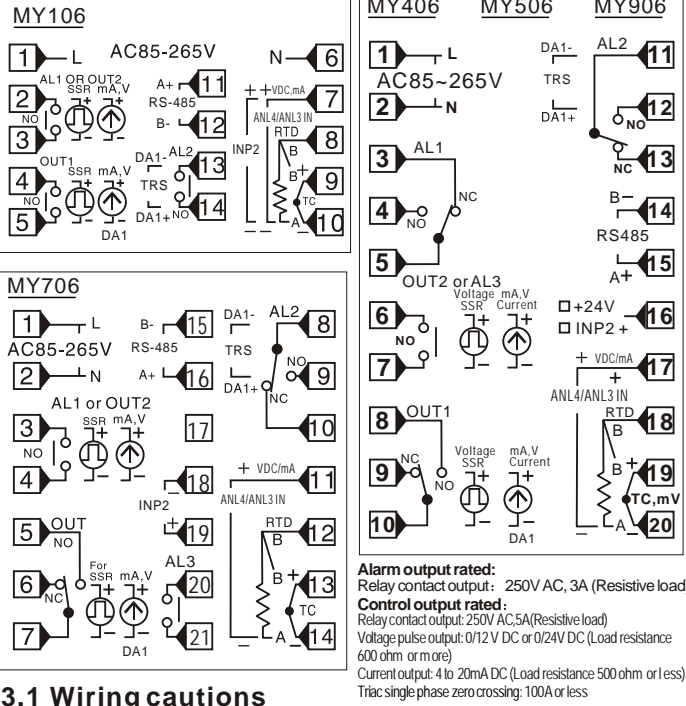 MY106
1 L AC85-265V N 6
AL1 OR OUT2
2 SSR mA,V A+ 11 + + VDC,mA 7
NO + + RS-485 ANL4/ANL3 IN
3 - - B- 12 INP2 RTD 8
B
OUT1
4 SSR mA,V DA1- AL2 13 B + 9
NO + + TRS TC
5 - - DA1+ NO 14 - - A - 10
DA1
MY706
1 L B- 15 DA1- AL2 8
AC85-265V RS-485 TRS NO
2 N A+ 16 DA1+ NC 9
AL1 or OUT2
3 SSR mA,V 17 10
NO + +
4 - - - 18 + VDC/mA 11
INP2 ANL4/ANL3 IN
5 OUT + 19 RTD 12
NO B
For
6 SSR mA,V AL3 20 B + 13
NC + + TC
7 - - 21 - A - 14
DA1
MY406 MY506 MY906
1 L DA1- AL2 11
AC85~265V TRS
2 N DA1+ NO 12
3 AL1 NC 13
4 NC B- 14
NO RS485
5 A+ 15
OUT2 or AL3
Voltage mA,V
SSR Current
6 + + +24V 16
NO INP2 +
7 - - + VDC/mA 17
+
ANL4/ANL3 IN
8 OUT1 RTD 18
B
9 NC Voltage mA,V B + 19
NO SSR Current TC,mV
+ +
10 - - - A - 20
DA1
Alarm output rated:
Relay contact output: 250V AC, 3A (Resistive load
Control output rated:
Relay contact output: 250V AC,5A(Resistive load)
Voltage pulse output: 0/12 V DC or 0/24V DC (Load resistance
600 ohm or more)
Current output: 4 to 20mA DC (Load resistance 500 ohm or less)
Triac single phase zero crossing: 100A or less
3.1 Wiring cautions